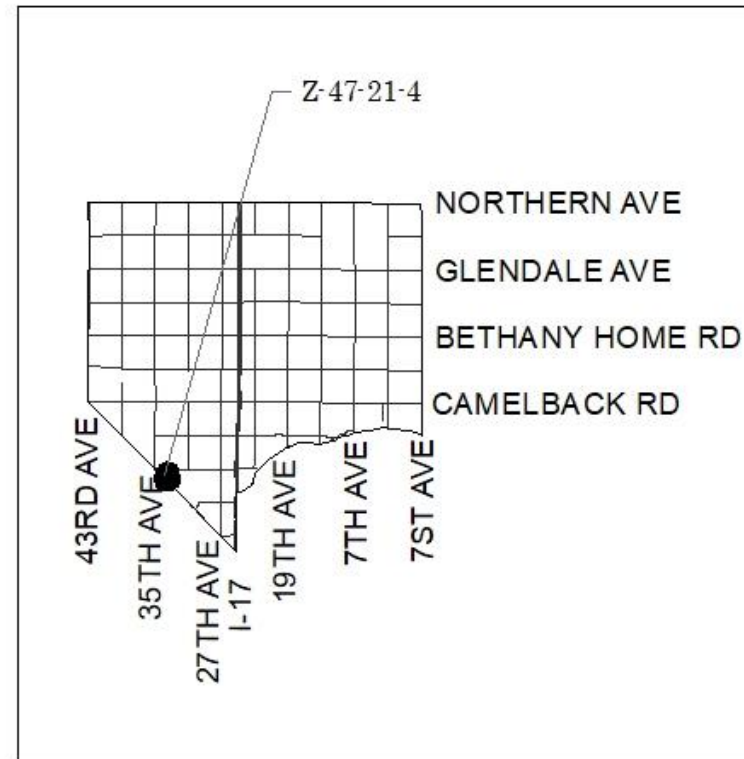 Z-47-21-4
NORTHERN AVE
GLENDALE AVE
BETHANY HOME RD
CAMELBACK RD
43RD AVE
35TH AVE
27TH AVE
I-17
19TH AVE
7TH AVE
7ST AVE